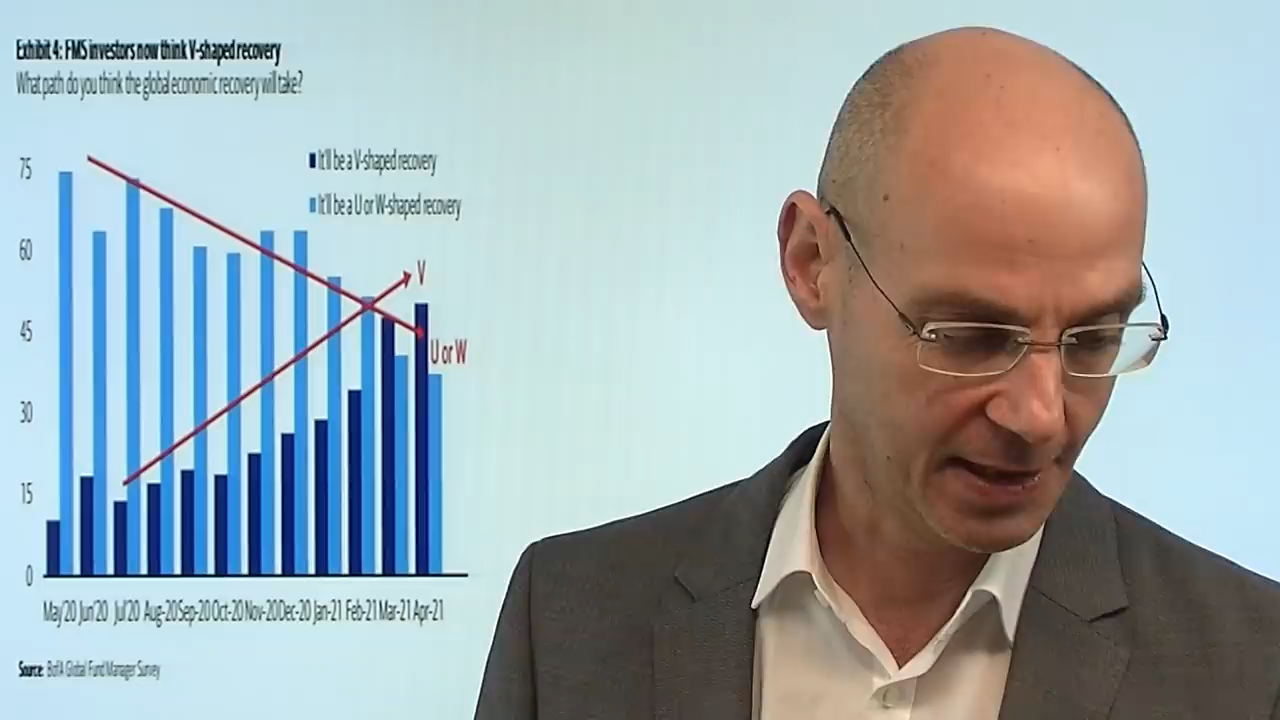 Exhibit 4: FMS investors now think V-shaped recovery
What path do you think the global economic recovery will take?
75
It'll be a V-shaped recovery
It'll be a U or W-shaped recovery
60
V
45
U or W
30
15
0
May'20 Jun'20 Jul'20 Aug-20 Sep-20 Oct-20 Nov-20 Dec-20 Jan-21 Feb-21 Mar-21 Apr-21
Source: BofA Global Fund Manager Survey